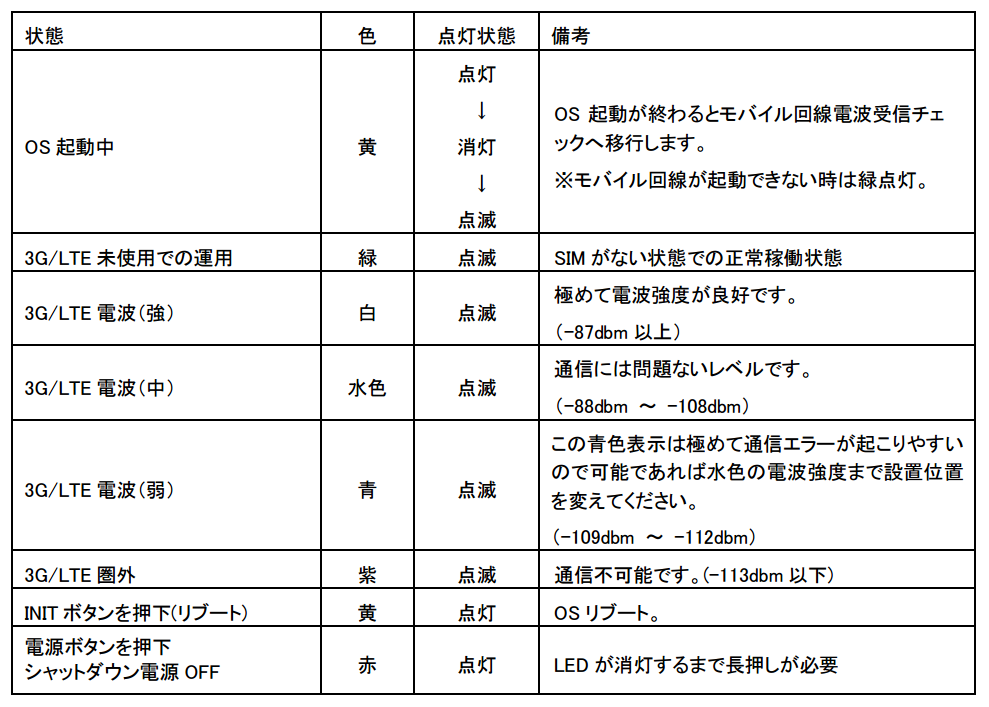 状態 色 点灯状態 備考
OS 起動中 黄 点灯
↓
消灯
↓
点滅
OS 起動が終わるとモバイル回線電波受信チェ
ックへ移行します。
※モバイル回線が起動できない時は緑点灯。
3G/LTE 未使用での運用 緑 点滅 SIM がない状態での正常稼働状態
3G/LTE 電波（強） 白 点滅 極めて電波強度が良好です。
（-87dbm 以上）
3G/LTE 電波（中） 水色 点滅 通信には問題ないレベルです。
（-88dbm ～ -108dbm）
3G/LTE 電波（弱） 青 点滅 この青色表示は極めて通信エラーが起こりやすい
ので可能であれば水色の電波強度まで設置位置
を変えてください。
（-109dbm ～ -112dbm）
3G/LTE 圏外 紫 点滅 通信不可能です。（-113dbm 以下）
INIT ボタンを押下(リブート) 黄 点灯 OS リブート。
電源ボタンを押下
シャットダウン電源 OFF 赤 点灯 LED が消灯するまで長押しが必要